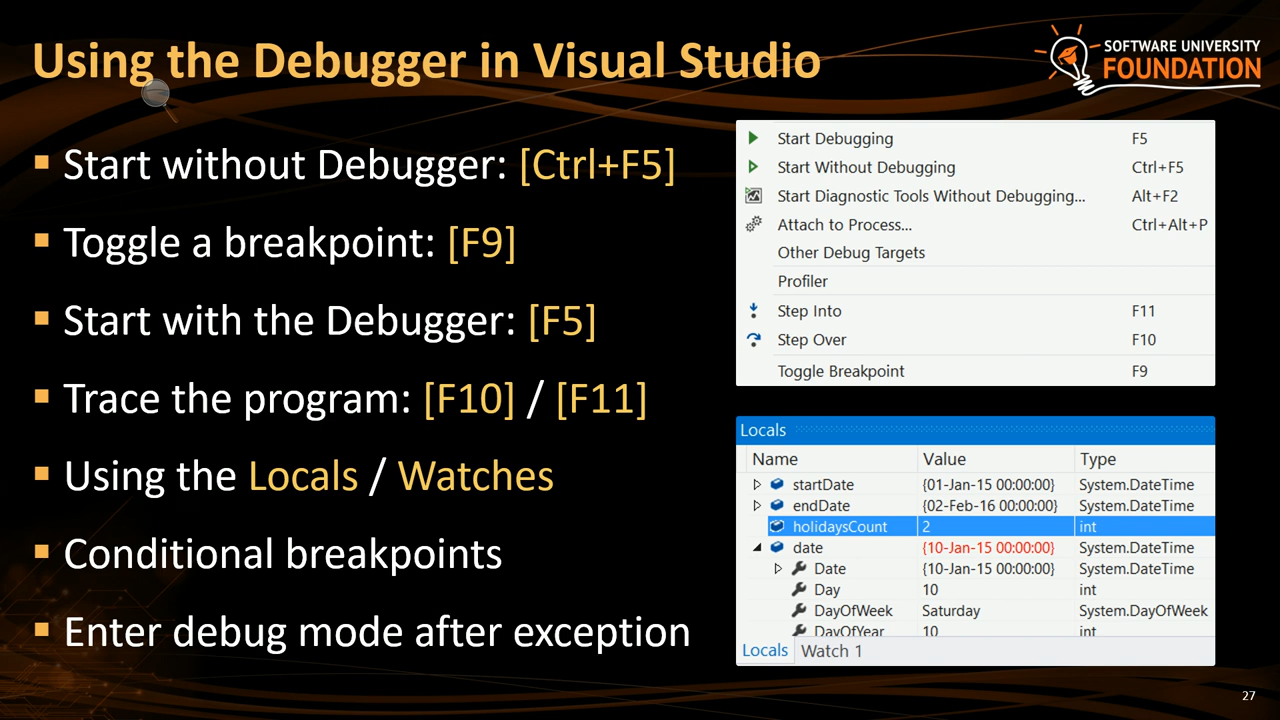 Using the Debugger in Visual Studio
SOFTWARE UNIVERSITY
FOUNDATION
Start without Debugger: [Ctrl+F5]
Toggle a breakpoint: [F9]
Start with the Debugger: [F5]
Trace the program: [F10] / [F11]
Using the Locals / Watches
Conditional breakpoints
Enter debug mode after exception
Start Debugging F5
Start Without Debugging Ctrl+F5
Start Diagnostic Tools Without Debugging... Alt+F2
Attach to Process... Ctrl+Alt+P
Other Debug Targets
Profiler
Step Into F11
Step Over F10
Toggle Breakpoint F9
Locals
Name Value Type
startDate {01-Jan-15 00:00:00} System.DateTime
endDate {02-Feb-16 00:00:00} System.DateTime
holidaysCount 2 int
date {10-Jan-15 00:00:00} System.DateTime
Date {10-Jan-15 00:00:00} System.DateTime
Day 10 int
DayOfWeek Saturday System.DayOfWeek
DayOfYear 10 int
Locals Watch 1
27